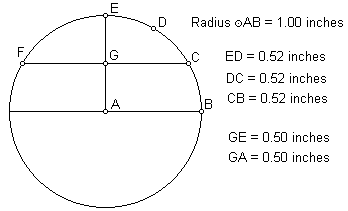 E
D
Radius ⊙AB = 1.00 inches
F
G
C
ED = 0.52 inches
DC = 0.52 inches
CB = 0.52 inches
A
B
GE = 0.50 inches
GA = 0.50 inches